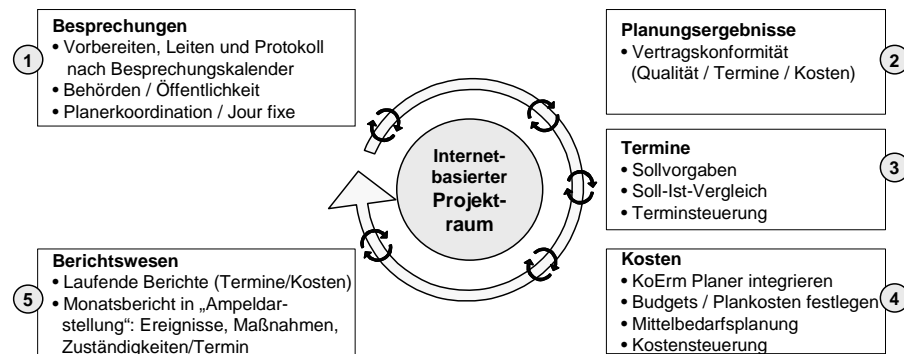 1
Besprechungen
• Vorbereiten, Leiten und Protokoll
nach Besprechungskalender
• Behörden / Öffentlichkeit
• Planerkoordination / Jour fixe
Planungsergebnisse
• Vertragskonformität
(Qualität / Termine / Kosten)
2
Internet-
basierter
Projekt-
raum
Termine
• Sollvorgaben
• Soll-Ist-Vergleich
• Terminsteuerung
3
Kosten
• KoErm Planer integrieren
• Budgets / Plankosten festlegen
• Mittelbedarfsplanung
• Kostensteuerung
4
5
Berichtswesen
• Laufende Berichte (Termine/Kosten)
• Monatsbericht in „Ampeldar-
stellung“: Ereignisse, Maßnahmen,
Zuständigkeiten/Termin